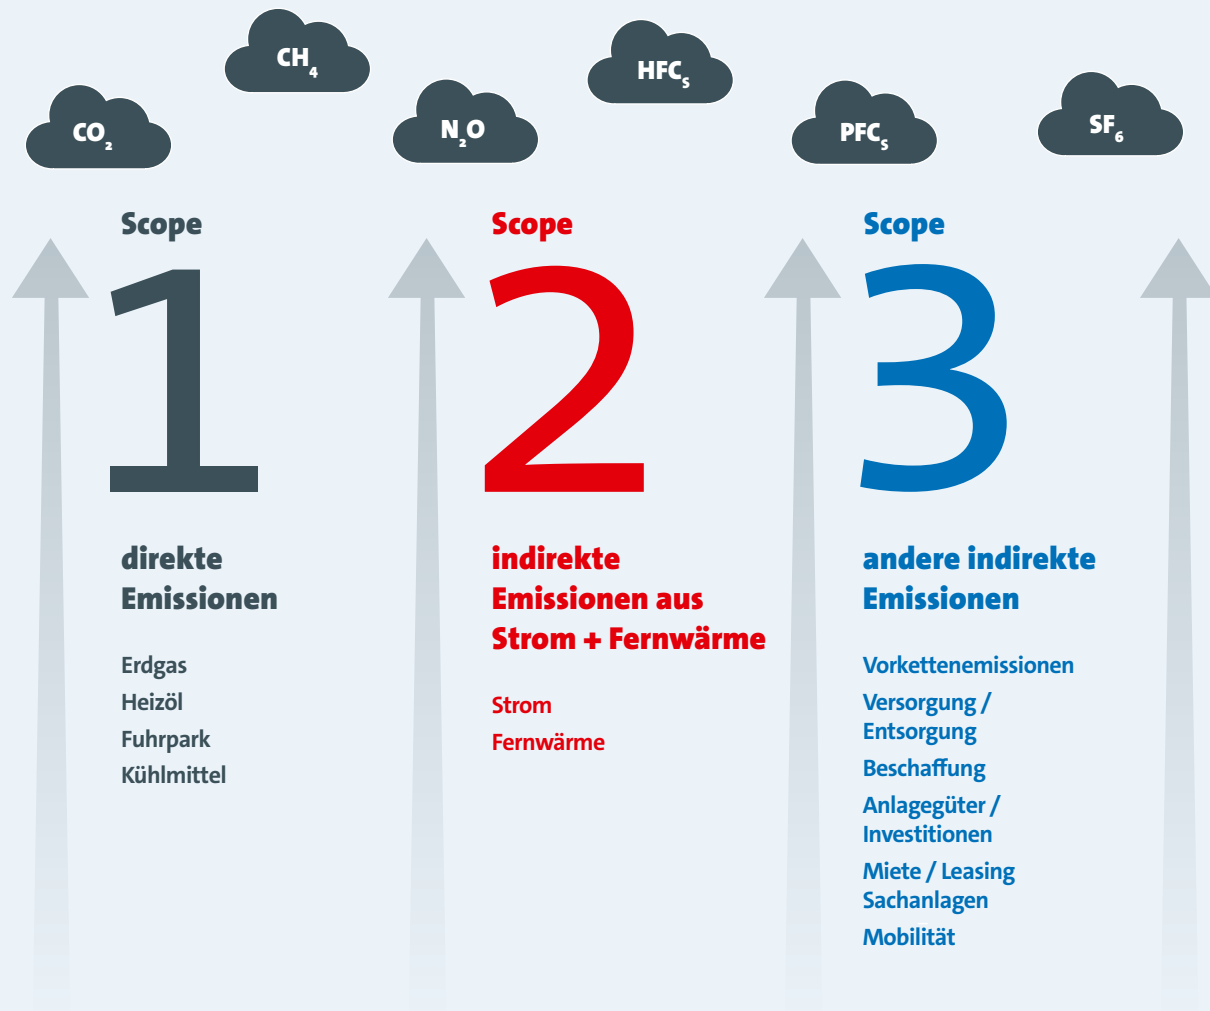 CO₂
CH₄
N₂O
HFCs
PFCs
SF₆
Scope
1
direkte
Emissionen
Erdgas
Heizöl
Fuhrpark
Kühlmittel
Scope
2
indirekte
Emissionen aus
Strom + Fernwärme
Strom
Fernwärme
Scope
3
andere indirekte
Emissionen
Vorkettenemissionen
Versorgung /
Entsorgung
Beschaffung
Anlagegüter /
Investitionen
Miete / Leasing
Sachanlagen
Mobilität